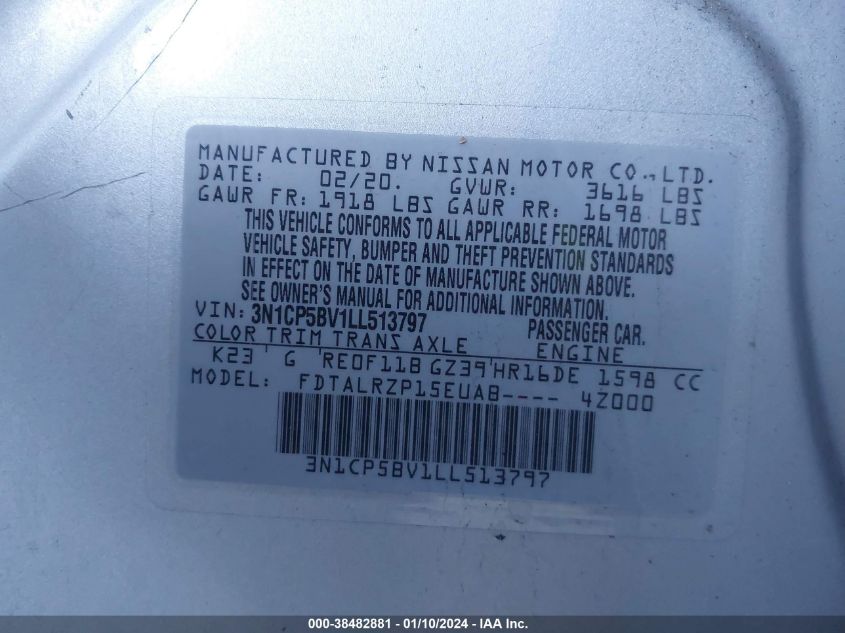 MANUFACTURED BY NISSAN MOTOR CO., LTD.
DATE: 02/20. GVWR: 3616 LBS
GAWR FR: 1918 LBS GAWR RR: 1698 LBS
THIS VEHICLE CONFORMS TO ALL APPLICABLE FEDERAL MOTOR
VEHICLE SAFETY, BUMPER AND THEFT PREVENTION STANDARDS
IN EFFECT ON THE DATE OF MANUFACTURE SHOWN ABOVE.
SEE OWNER'S MANUAL FOR ADDITIONAL INFORMATION.
VIN: 3N1CP5BV1LL513797 PASSENGER CAR.
COLOR TRIM TRANS AXLE ENGINE
K23 ' G 'RE0F11B GZ39'HR16DE 1598 CC
MODEL: FDTALRZP15EUAB---- 4Z000
3N1CP5BV1LL513797
000-38482881 - 01/10/2024 - IAA Inc.